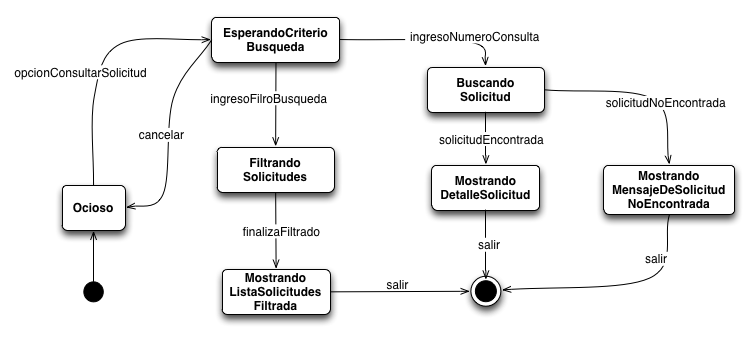 EsperandoCriterio
Busqueda
ingresoNumeroConsulta
opcionConsultarSolicitud
Buscando
Solicitud
ingresoFilroBusqueda
solicitudNoEncontrada
cancelar
solicitudEncontrada
Filtrando
Solicitudes
Mostrando
DetalleSolicitud
Mostrando
MensajeDeSolicitud
NoEncontrada
Ocioso
finalizaFiltrado
salir
salir
Mostrando
ListaSolicitudes
Filtrada
salir